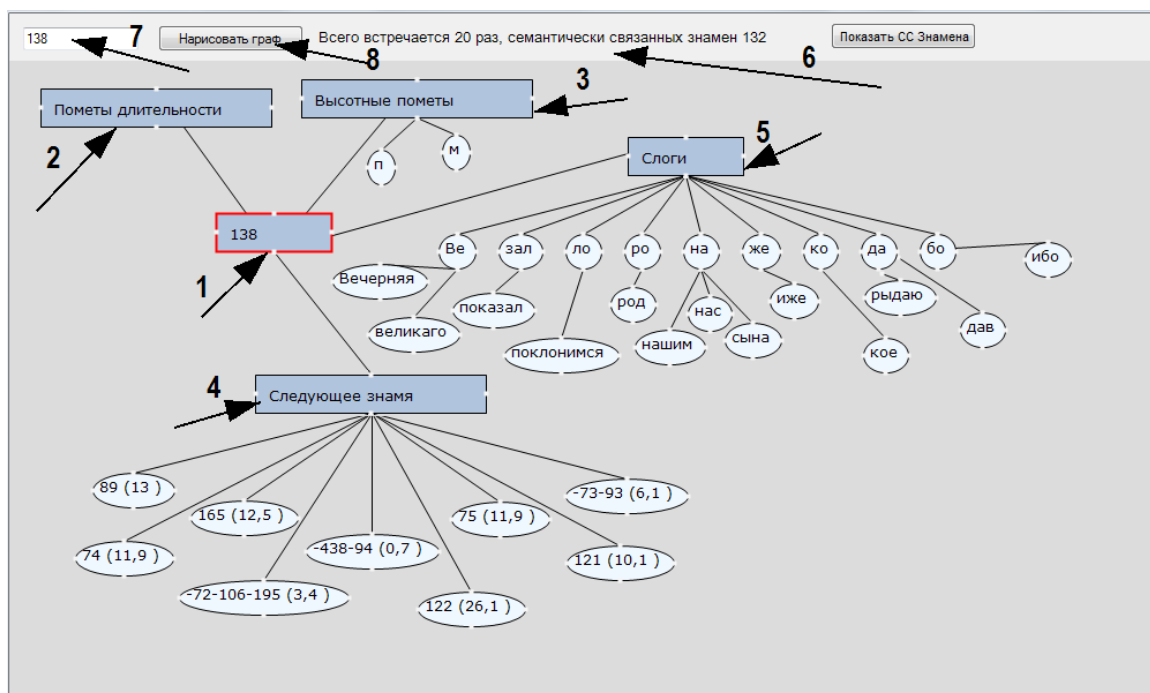 138
7
Нарисовать граф
8
Всего встречается 20 раз, семантически связанных знамен 132
6
Показать СС Знамена
Пометы длительности
2
Высотные пометы
3
п
м
Слоги
5
138
1
Ве
зал
ло
ро
на
же
ко
да
бо
ибо
Вечерняя
великаго
показал
поклонимся
род
нашим
нас
сына
иже
кое
рыдаю
дав
Следующее знамя
4
89 (13 )
74 (11,9 )
165 (12,5 )
-72-106-195 (3,4 )
-438-94 (0,7 )
122 (26,1 )
75 (11,9 )
121 (10,1 )
-73-93 (6,1 )